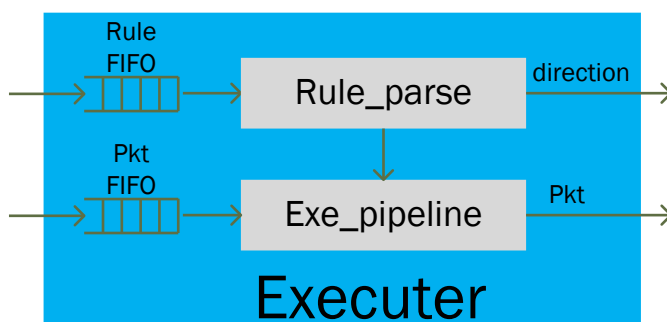 Rule
FIFO
Rule_parse
direction
Pkt
FIFO
Exe_pipeline
Pkt
Executer